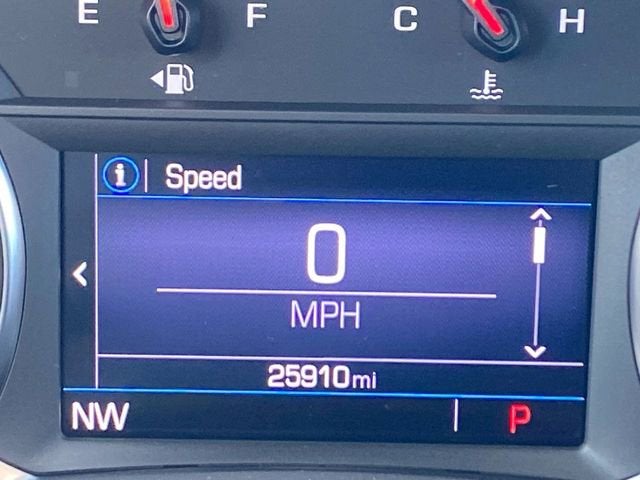 E F C H
i Speed
0
MPH
25910mi
NW P